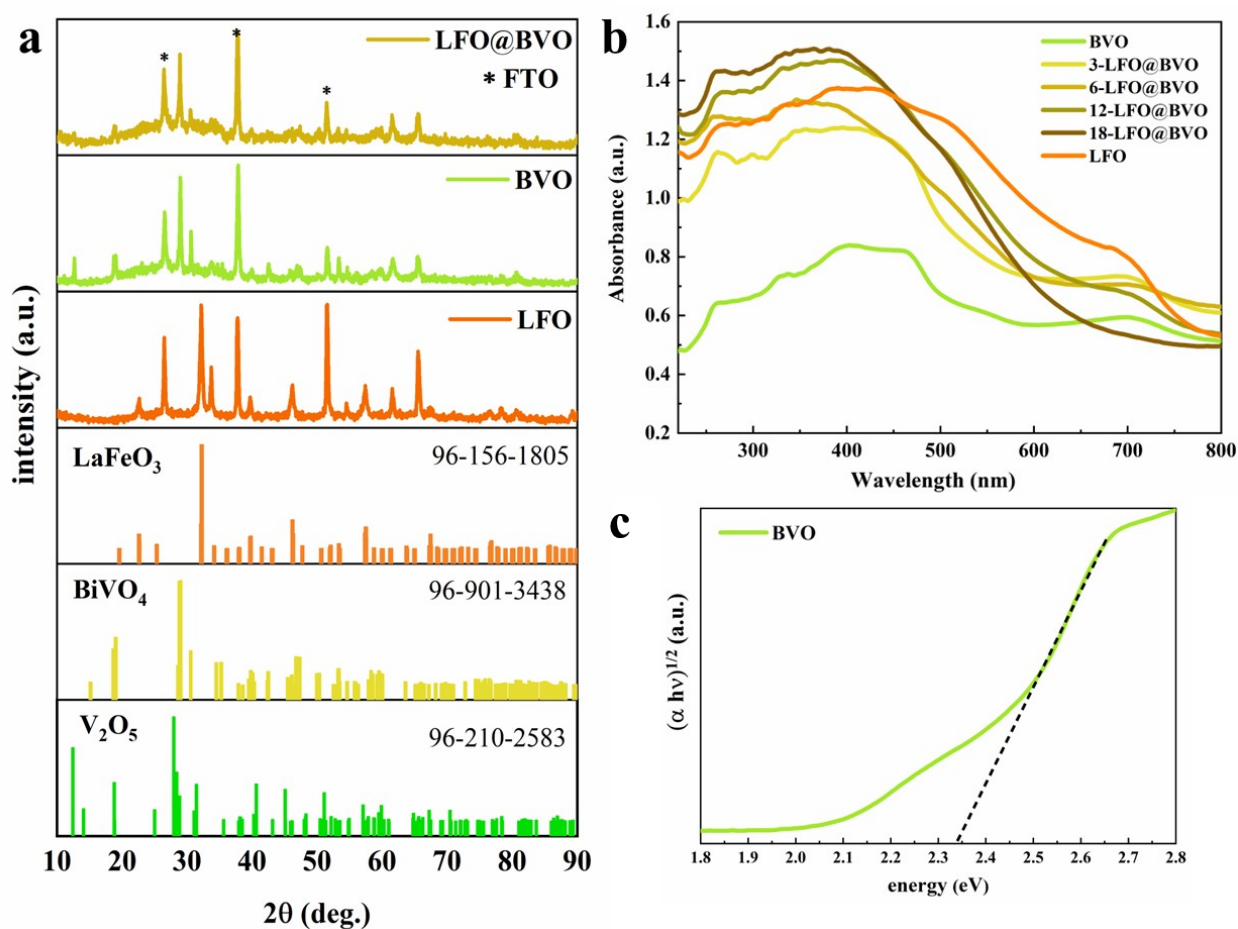 a
LFO@BVO
* FTO
*
*
*
BVO
LFO
LaFeO₃
96-156-1805
BiVO₄
96-901-3438
V₂O₅
96-210-2583
intensity (a.u.)
10 20 30 40 50 60 70 80 90
2θ (deg.)
b
BVO
3-LFO@BVO
6-LFO@BVO
12-LFO@BVO
18-LFO@BVO
LFO
1.6
1.4
1.2
1.0
0.8
0.6
0.4
0.2
Absorbance (a.u.)
300 400 500 600 700 800
Wavelength (nm)
c
BVO
(α hν)¹/² (a.u.)
1.8 1.9 2.0 2.1 2.2 2.3 2.4 2.5 2.6 2.7 2.8
energy (eV)